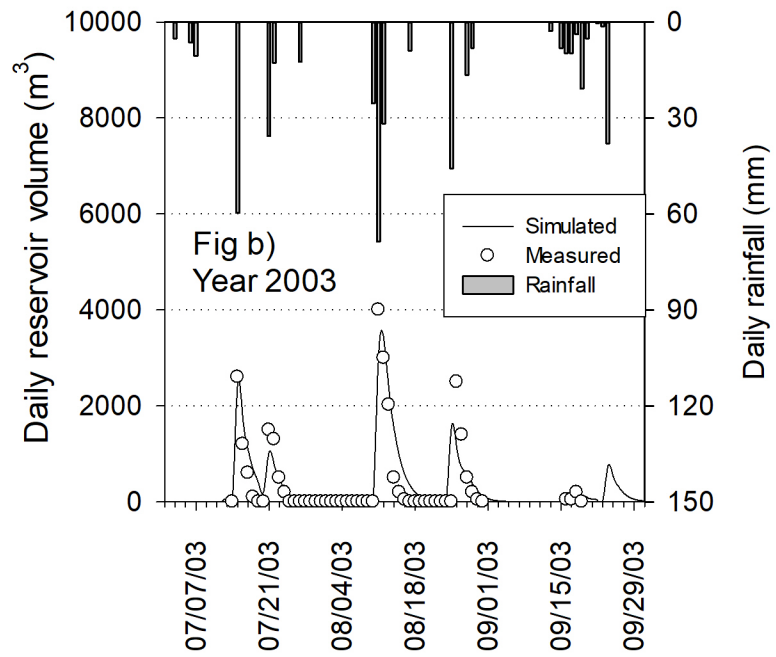 10000
8000
6000
4000
2000
0
Daily reservoir volume (m³)
0
30
60
90
120
150
Daily rainfall (mm)
Fig b)
Year 2003
Simulated
Measured
Rainfall
07/07/03
07/21/03
08/04/03
08/18/03
09/01/03
09/15/03
09/29/03